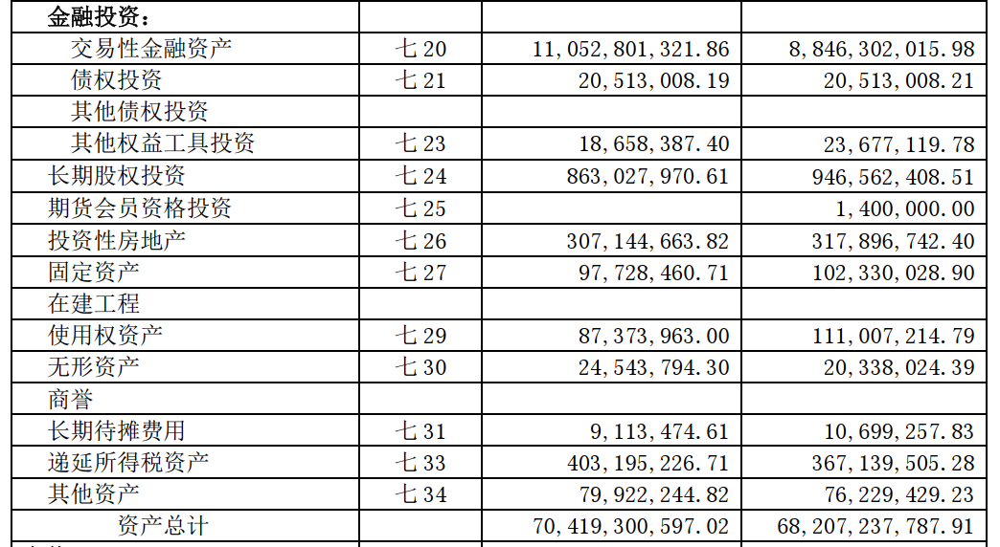 金融投资：
交易性金融资产 七 20 11,052,801,321.86 8,846,302,015.98
债权投资 七 21 20,513,008.19 20,513,008.21
其他债权投资
其他权益工具投资 七 23 18,658,387.40 23,677,119.78
长期股权投资 七 24 863,027,970.61 946,562,408.51
期货会员资格投资 七 25 1,400,000.00
投资性房地产 七 26 307,144,663.82 317,896,742.40
固定资产 七 27 97,728,460.71 102,330,028.90
在建工程
使用权资产 七 29 87,373,963.00 111,007,214.79
无形资产 七 30 24,543,794.30 20,338,024.39
商誉
长期待摊费用 七 31 9,113,474.61 10,699,257.83
递延所得税资产 七 33 403,195,226.71 367,139,505.28
其他资产 七 34 79,922,244.82 76,229,429.23
资产总计 70,419,300,597.02 68,207,237,787.91